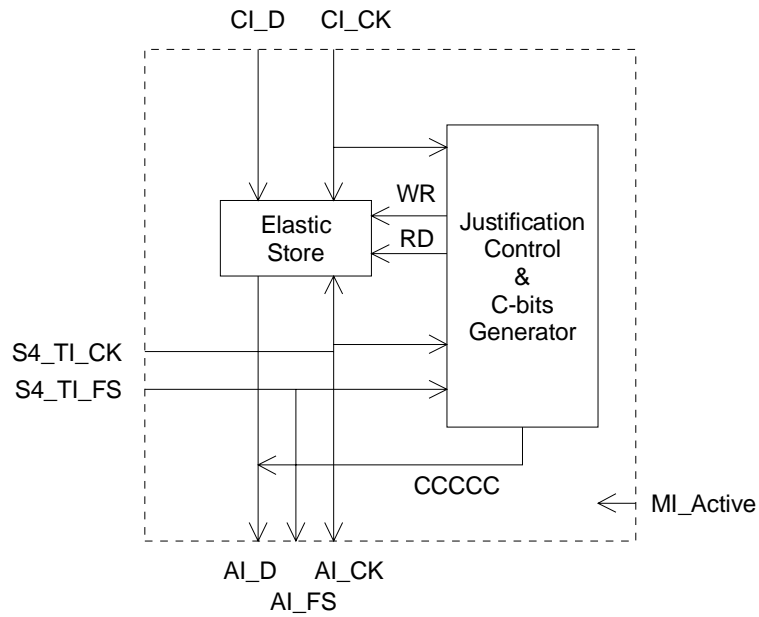 CI_D CI_CK
WR
Elastic
Store
RD
Justification
Control
&
C-bits
Generator
S4_TI_CK
S4_TI_FS
CCCCC
MI_Active
AI_D AI_CK
AI_FS